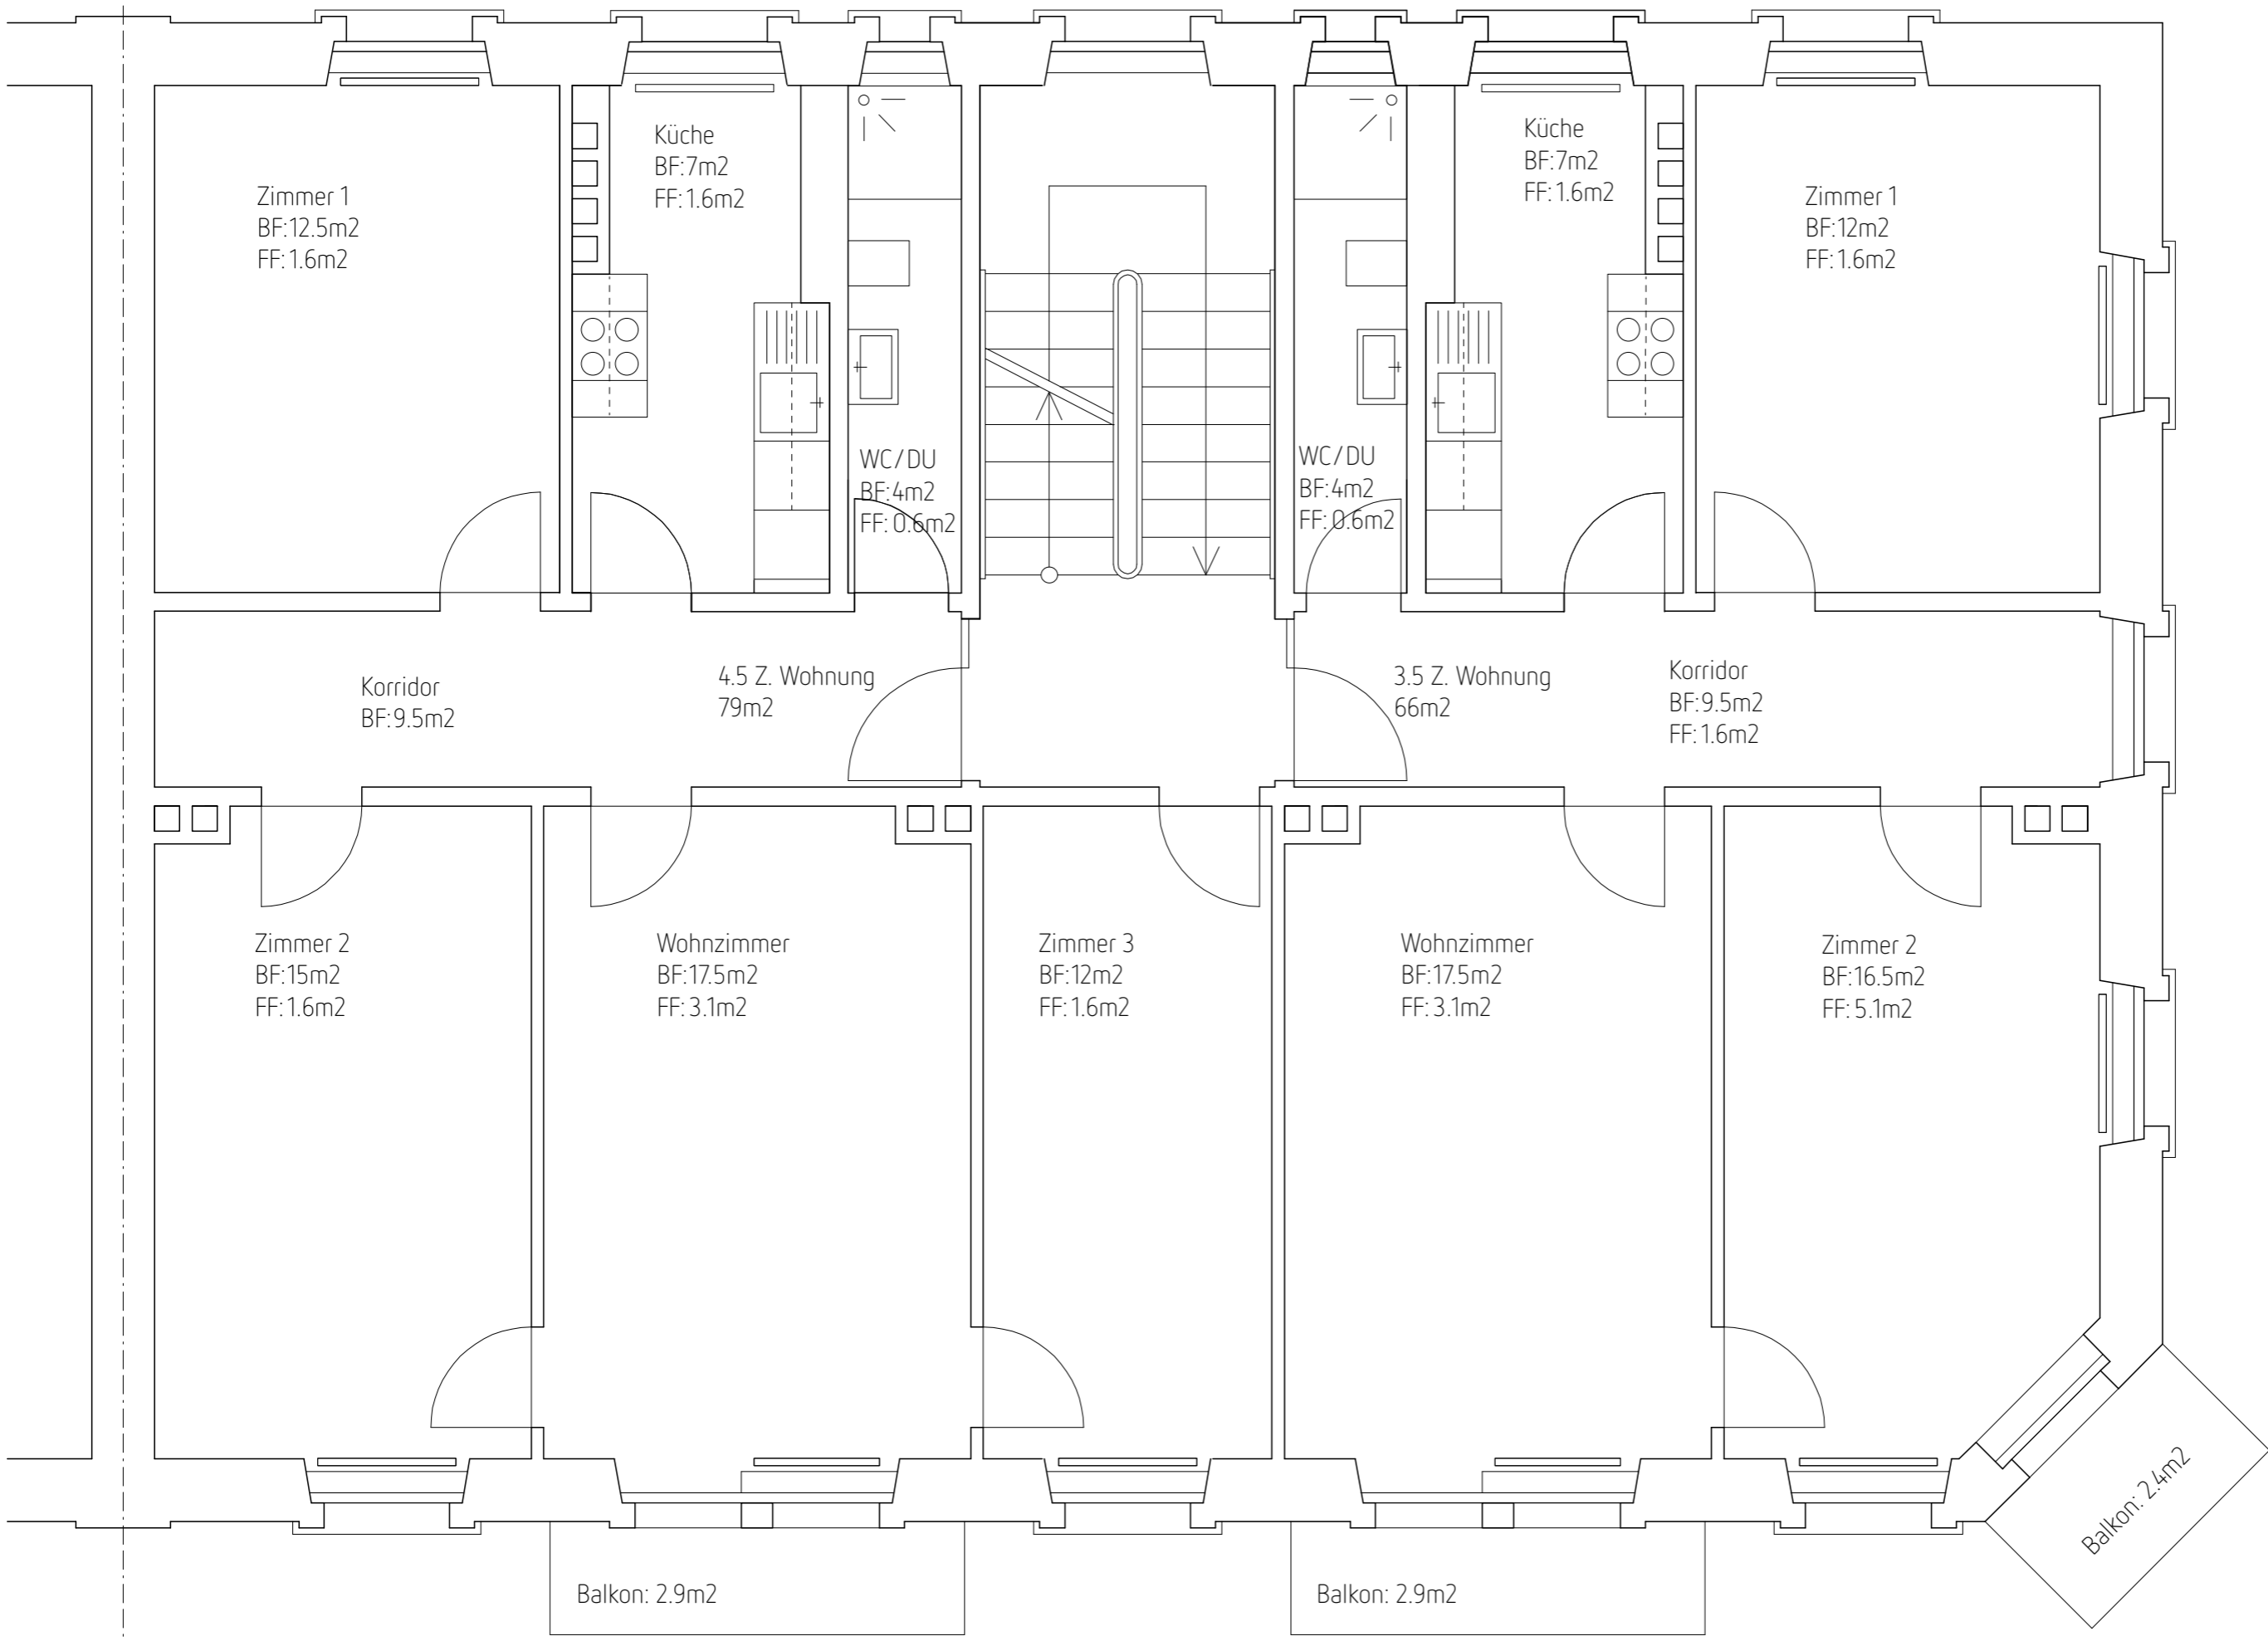 Zimmer 1
BF:12.5m2
FF: 1.6m2
Küche
BF:7m2
FF: 1.6m2
WC/DU
BF:4m2
FF: 0.6m2
WC/DU
BF:4m2
FF: 0.6m2
Küche
BF:7m2
FF: 1.6m2
Zimmer 1
BF:12m2
FF: 1.6m2
Korridor
BF:9.5m2
4.5 Z. Wohnung
79m2
3.5 Z. Wohnung
66m2
Korridor
BF:9.5m2
FF: 1.6m2
Zimmer 2
BF:15m2
FF: 1.6m2
Wohnzimmer
BF:17.5m2
FF: 3.1m2
Zimmer 3
BF:12m2
FF: 1.6m2
Wohnzimmer
BF:17.5m2
FF: 3.1m2
Zimmer 2
BF:16.5m2
FF: 5.1m2
Balkon: 2.9m2
Balkon: 2.9m2
Balkon: 2.4m2